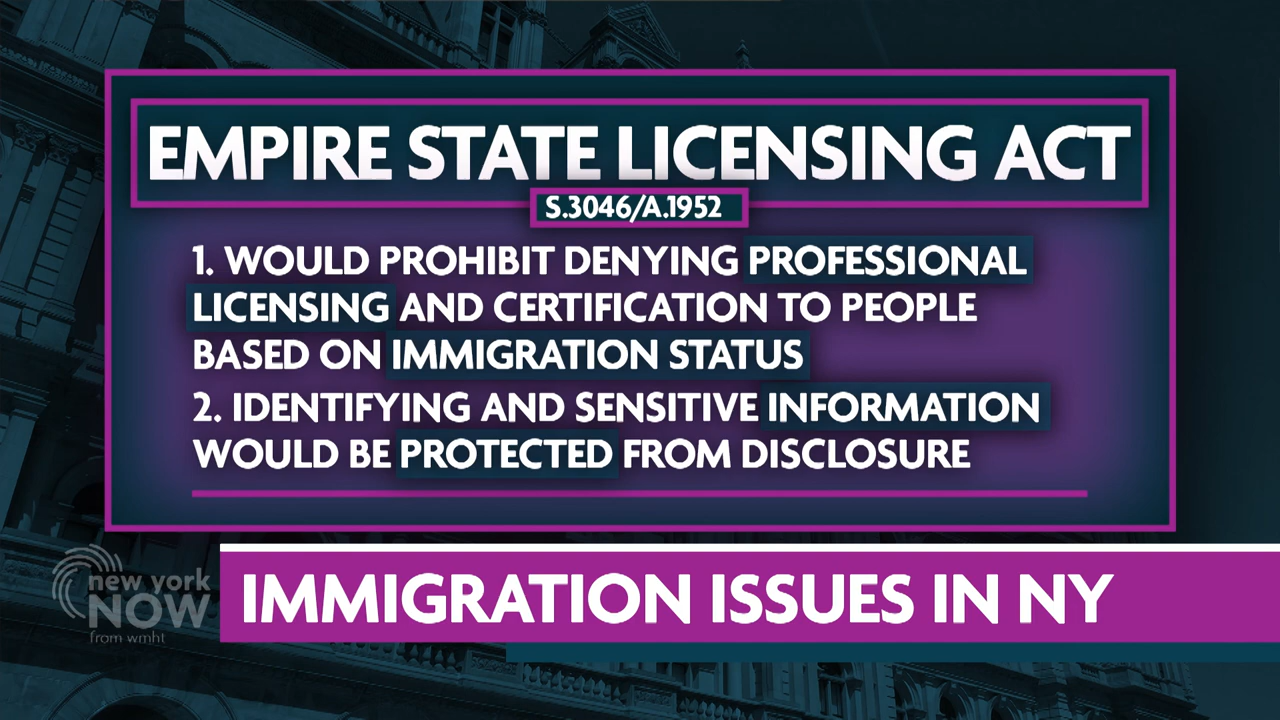 EMPIRE STATE LICENSING ACT
S.3046/A.1952
1. WOULD PROHIBIT DENYING PROFESSIONAL
LICENSING AND CERTIFICATION TO PEOPLE
BASED ON IMMIGRATION STATUS
2. IDENTIFYING AND SENSITIVE INFORMATION
WOULD BE PROTECTED FROM DISCLOSURE
new york
NOW
from wmht
IMMIGRATION ISSUES IN NY